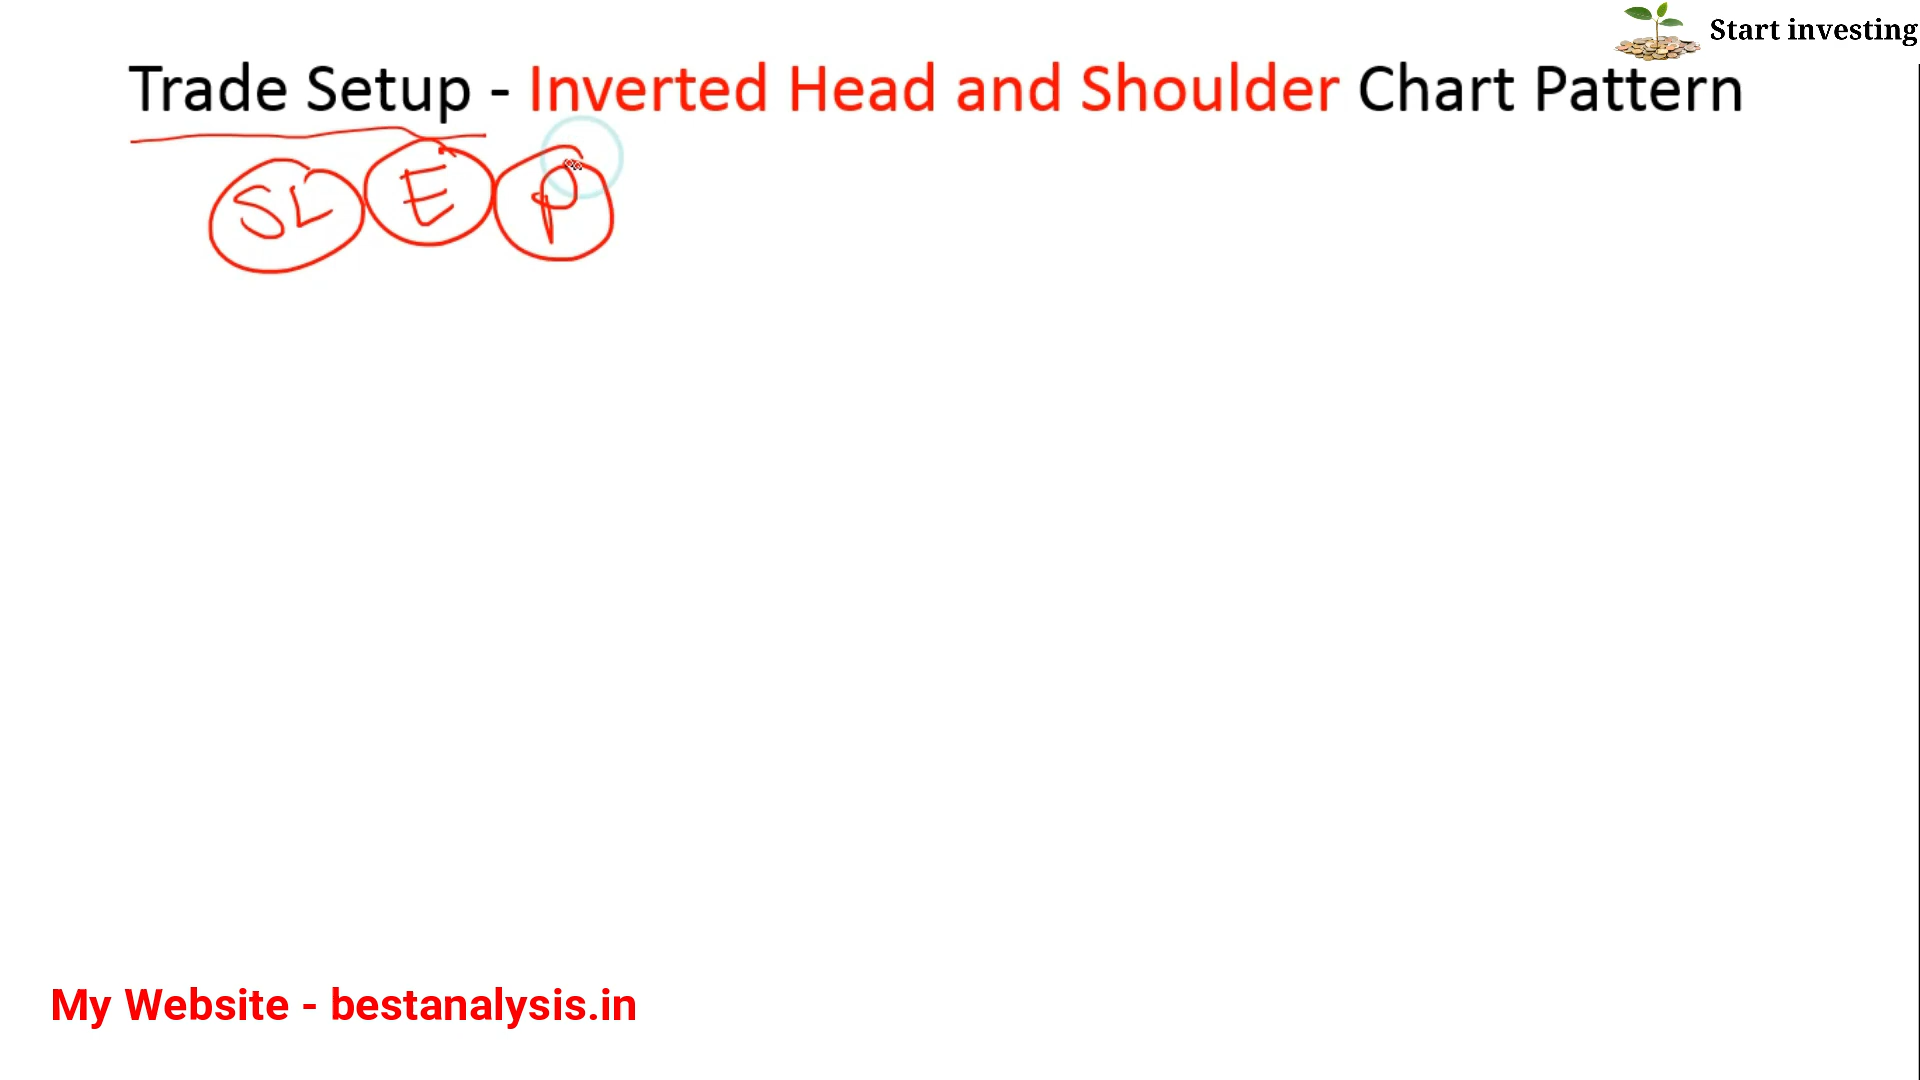 Start investing
Trade Setup - Inverted Head and Shoulder Chart Pattern
SL E P
My Website - bestanalysis.in